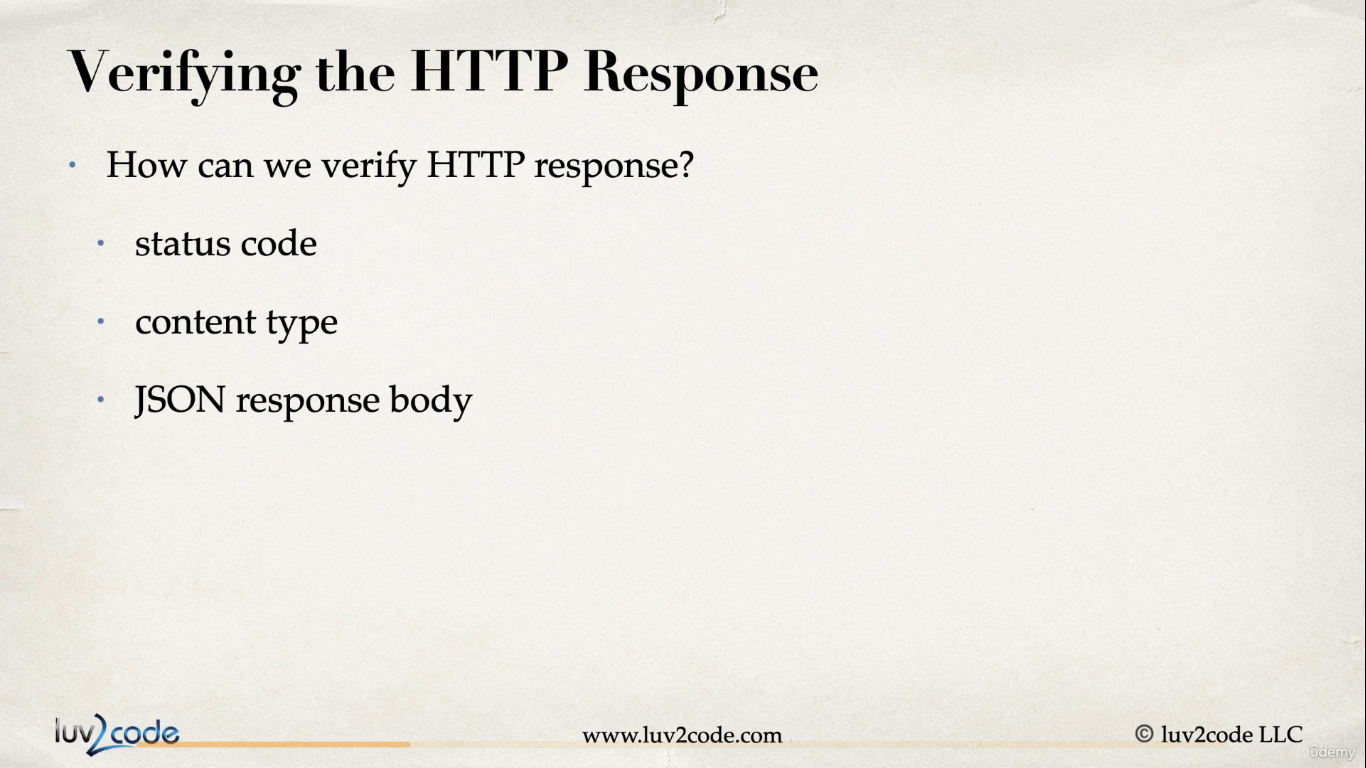 Verifying the HTTP Response
• How can we verify HTTP response?
• status code
• content type
• JSON response body
luv2code
www.luv2code.com
© luv2code LLC
ûdemy